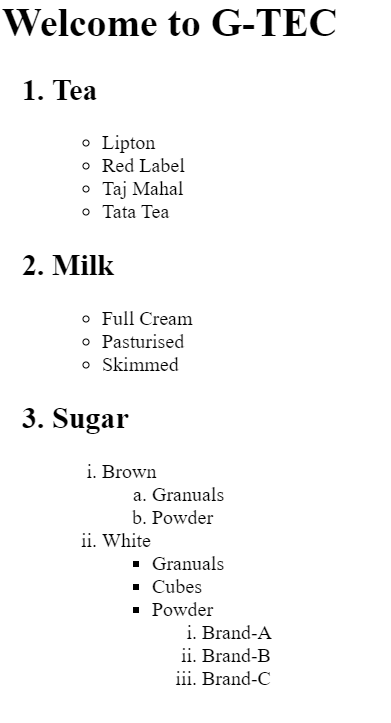 Welcome to G-TEC
1. Tea
Lipton
Red Label
Taj Mahal
Tata Tea
2. Milk
Full Cream
Pasturised
Skimmed
3. Sugar
i. Brown
a. Granuals
b. Powder
ii. White
Granuals
Cubes
Powder
i. Brand-A
ii. Brand-B
iii. Brand-C